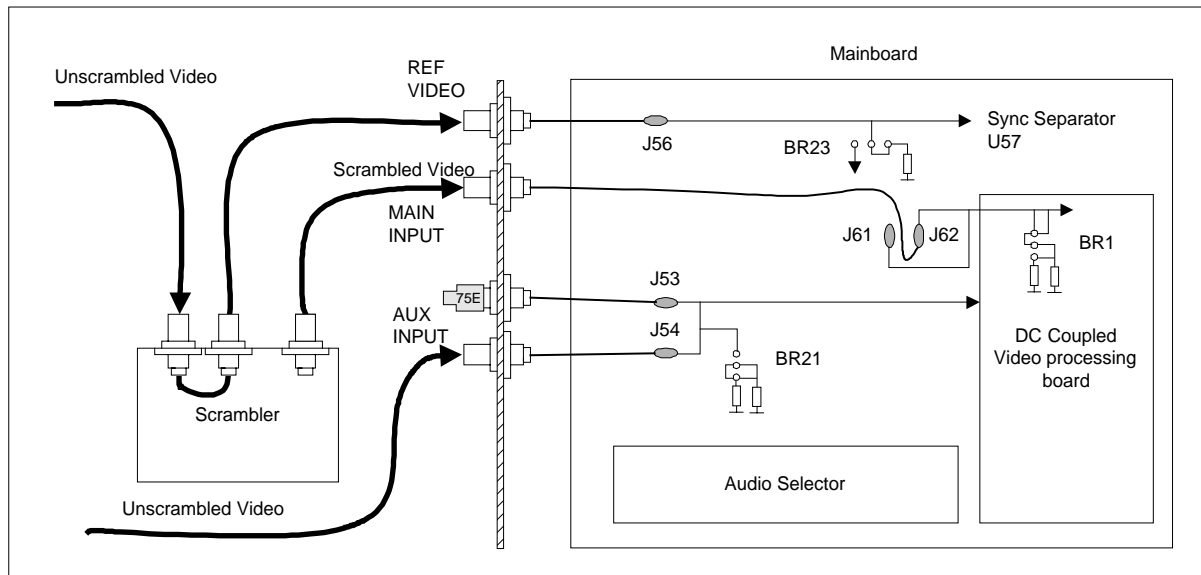 Mainboard
Unscrambled Video
REF
VIDEO
J56
BR23
Sync Separator
U57
Scrambled Video
MAIN
INPUT
J61
J62
BR1
75E
J53
AUX
INPUT
J54
BR21
DC Coupled
Video processing
board
Scrambler
Audio Selector
Unscrambled Video